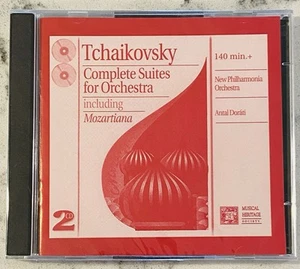 Tchaikovsky
Complete Suites
for Orchestra
including
Mozartiana
140 min.+
New Philharmonia
Orchestra
Antal Dorati
2
MUSICAL
HERITAGE
SOCIETY